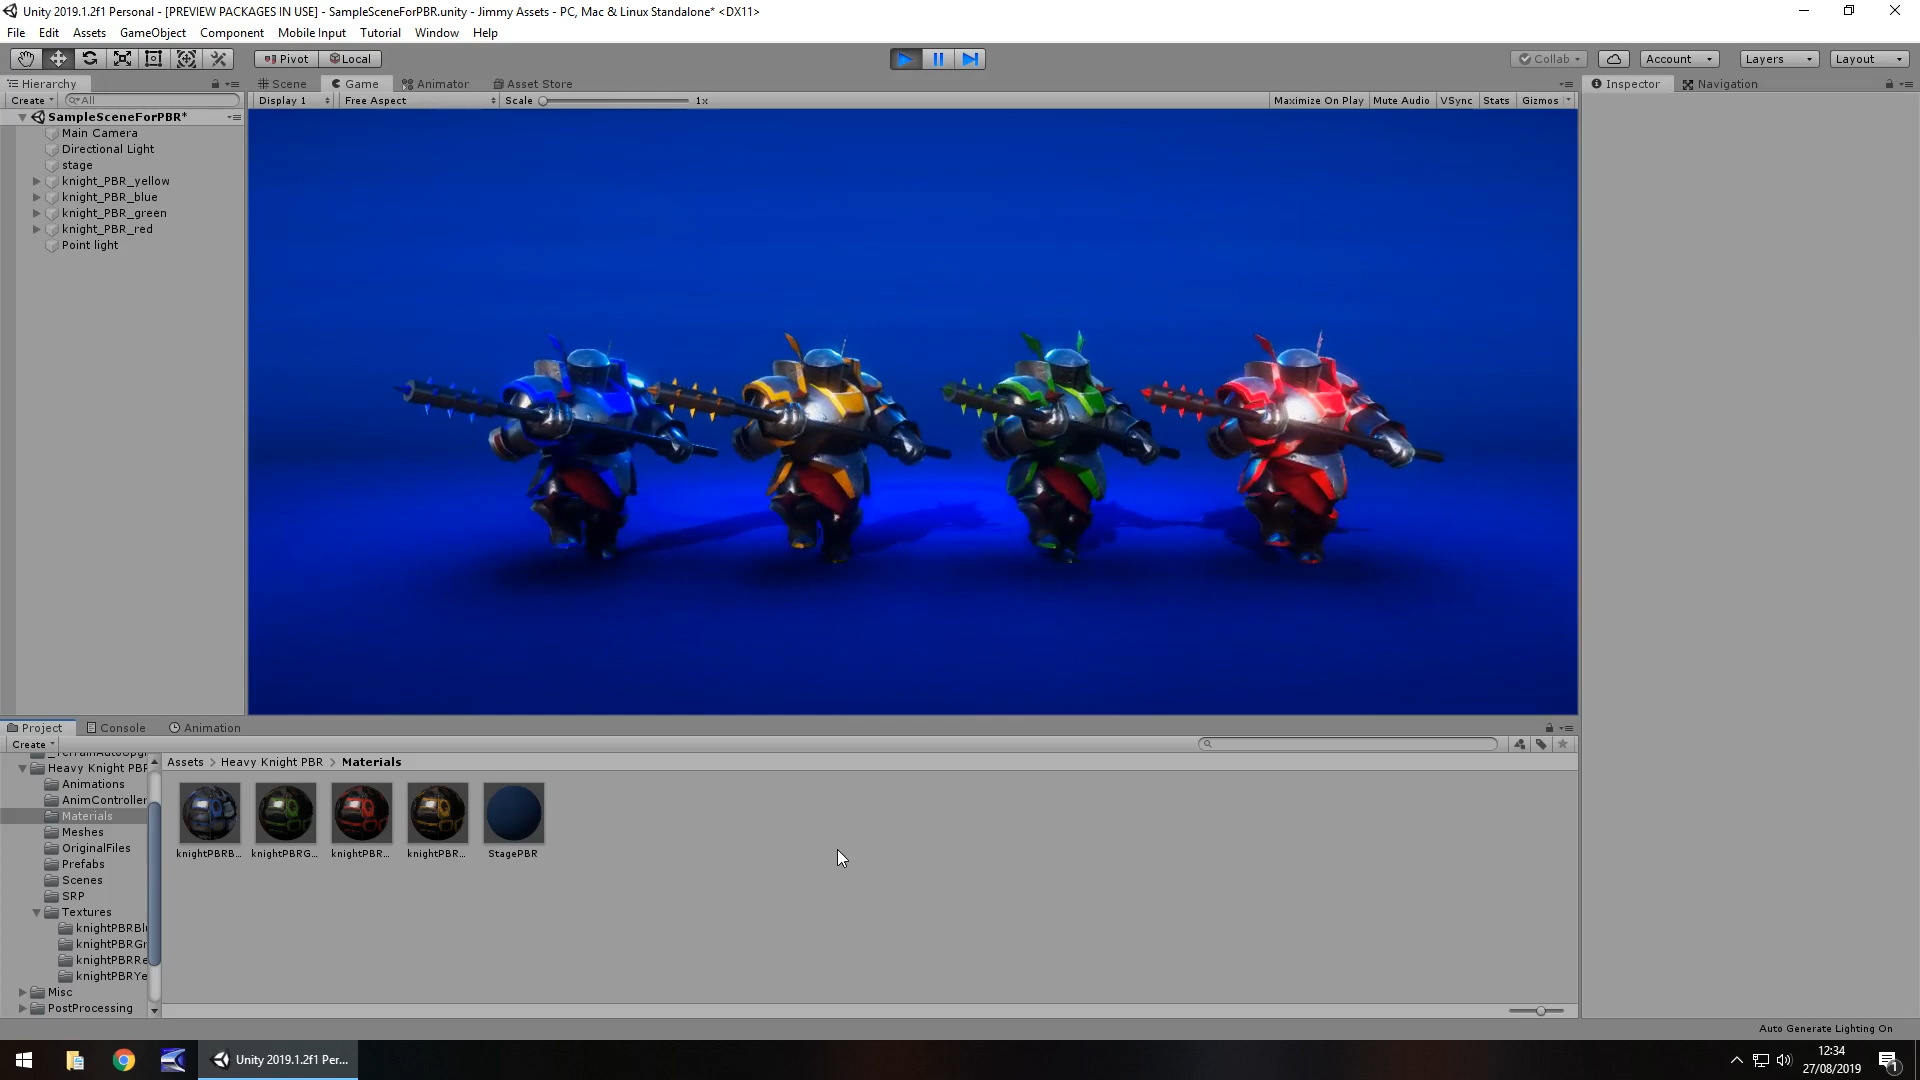 Unity 2019.1.2f1 Personal - [PREVIEW PACKAGES IN USE] - SampleSceneForPBR.unity - Jimmy Assets - PC, Mac & Linux Standalone* <DX11>
File Edit Assets GameObject Component Mobile Input Tutorial Window Help
Pivot Local Collab Account Layers Layout
Hierarchy Scene Game Animator Asset Store Inspector Navigation
Create All Display 1 Free Aspect Scale 1x Maximize On Play Mute Audio VSync Stats Gizmos
SampleSceneForPBR*
Main Camera
Directional Light
stage
knight_PBR_yellow
knight_PBR_blue
knight_PBR_green
knight_PBR_red
Point light
Project Console Animation
Create
Assets > Heavy Knight PBR > Materials
Heavy Knight PBR
Animations
AnimController
Materials
Meshes
OriginalFiles
Prefabs
Scenes
SRP
Textures
knightPBRBlu
knightPBRGr
knightPBRRe
knightPBRYe
Misc
PostProcessing
knightPBRB... knightPBRG... knightPBR... knightPBR... StagePBR
Auto Generate Lighting On
Unity 2019.1.2f1 Per...
12:34
27/08/2019
1